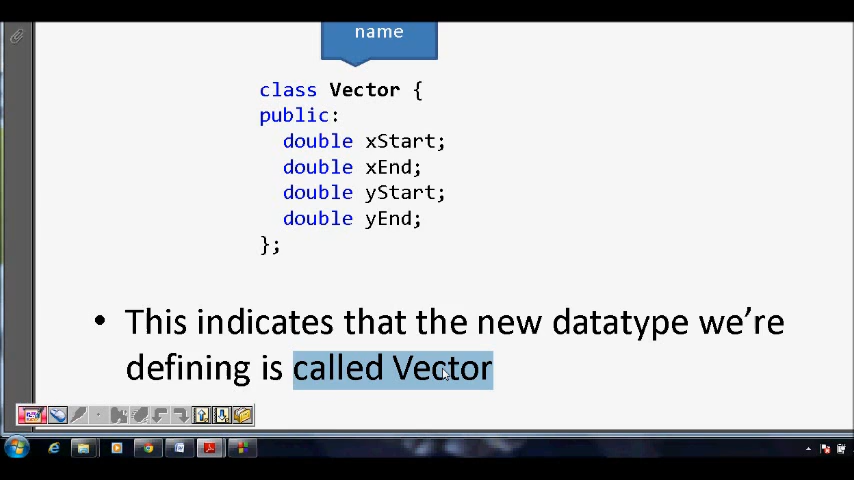 name
class Vector {
public:
double xStart;
double xEnd;
double yStart;
double yEnd;
};
• This indicates that the new datatype we're
defining is called Vector